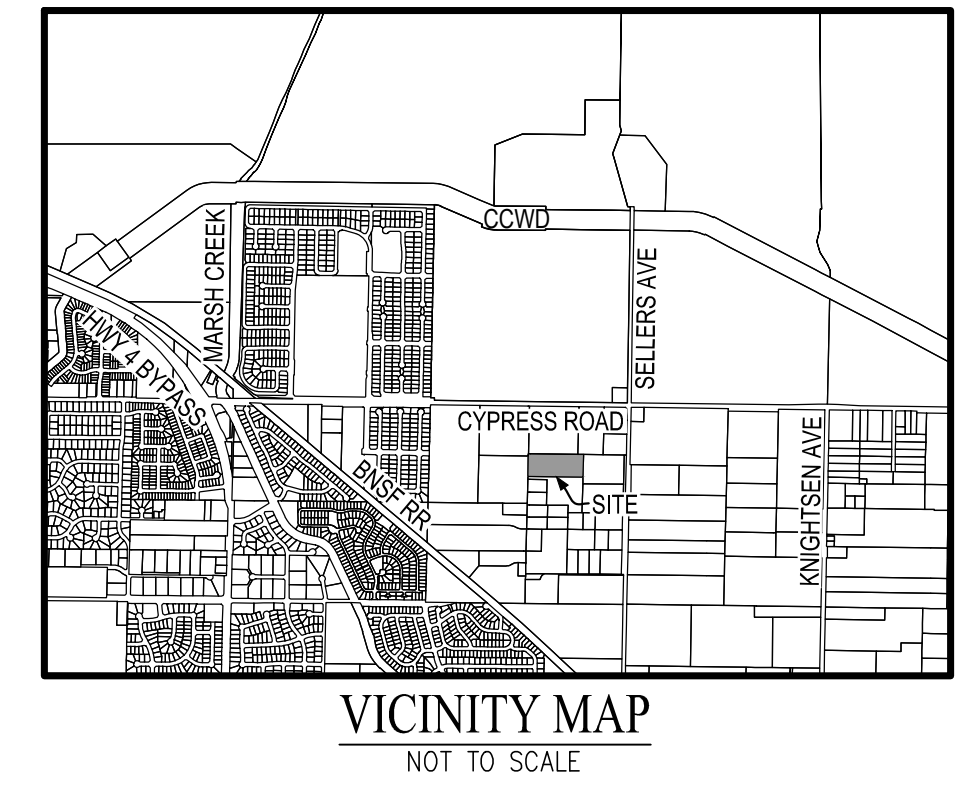 CCWD
MARSH CREEK
SELLERS AVE
HWY 4 BYPASS
CYPRESS ROAD
KNIGHTSEN AVE
BNSF RR
SITE
VICINITY MAP
NOT TO SCALE